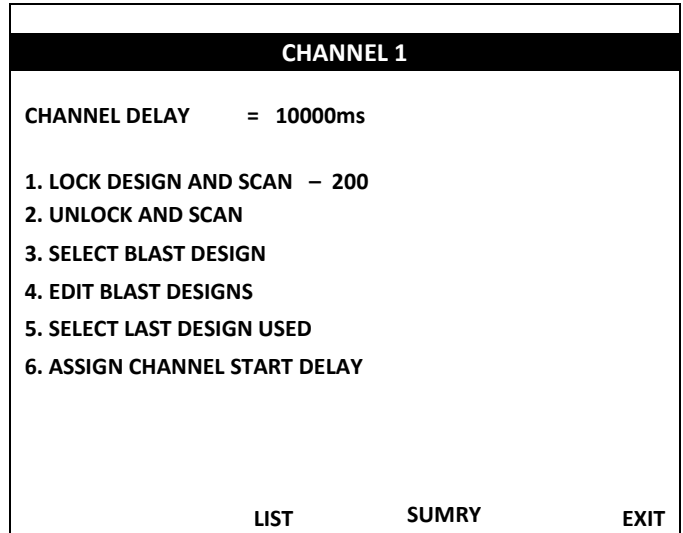 CHANNEL 1
CHANNEL DELAY = 10000ms
1. LOCK DESIGN AND SCAN – 200
2. UNLOCK AND SCAN
3. SELECT BLAST DESIGN
4. EDIT BLAST DESIGNS
5. SELECT LAST DESIGN USED
6. ASSIGN CHANNEL START DELAY
LIST SUMRY EXIT